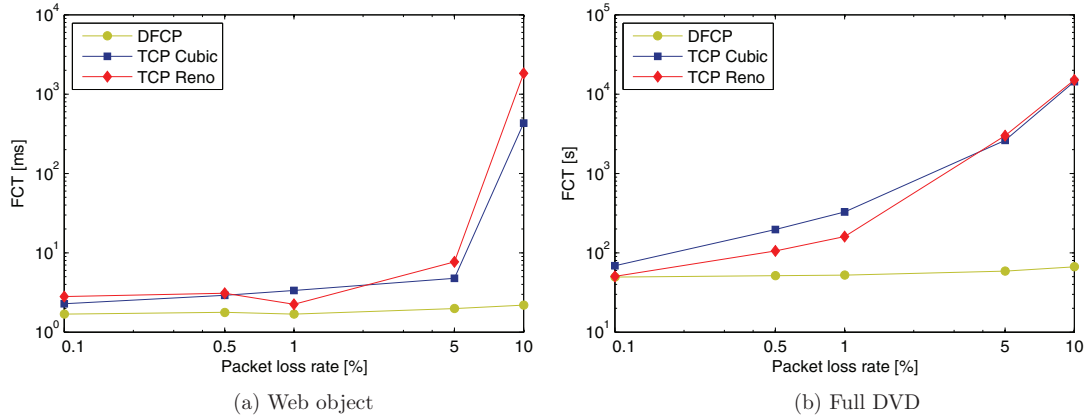 10^4
10^3
10^2
10^1
10^0
FCT [ms]
DFCP
TCP Cubic
TCP Reno
0.1
0.5
1
5
10
Packet loss rate [%]
(a) Web object
10^5
10^4
10^3
10^2
10^1
FCT [s]
DFCP
TCP Cubic
TCP Reno
0.1
0.5
1
5
10
Packet loss rate [%]
(b) Full DVD